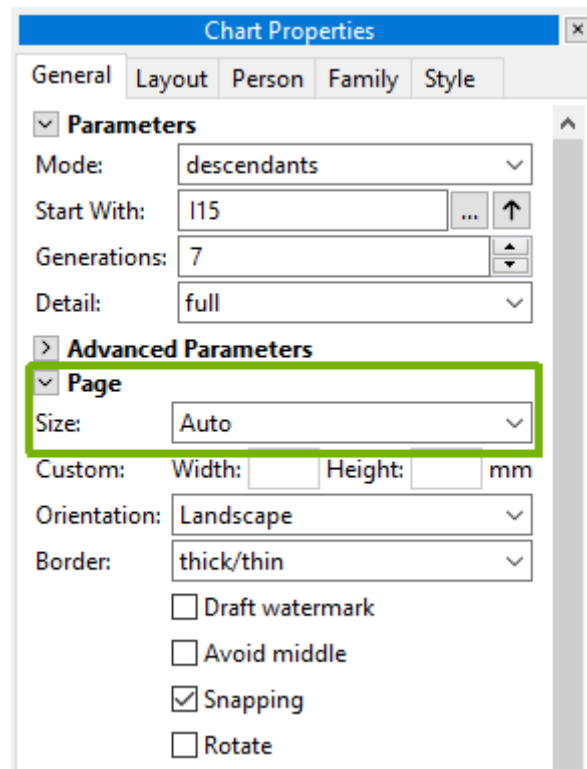 Chart Properties
General Layout Person Family Style
Parameters
Mode: descendants
Start With: I15 ...
Generations: 7
Detail: full
Advanced Parameters
Page
Size: Auto
Custom: Width: Height: mm
Orientation: Landscape
Border: thick/thin
Draft watermark
Avoid middle
Snapping
Rotate